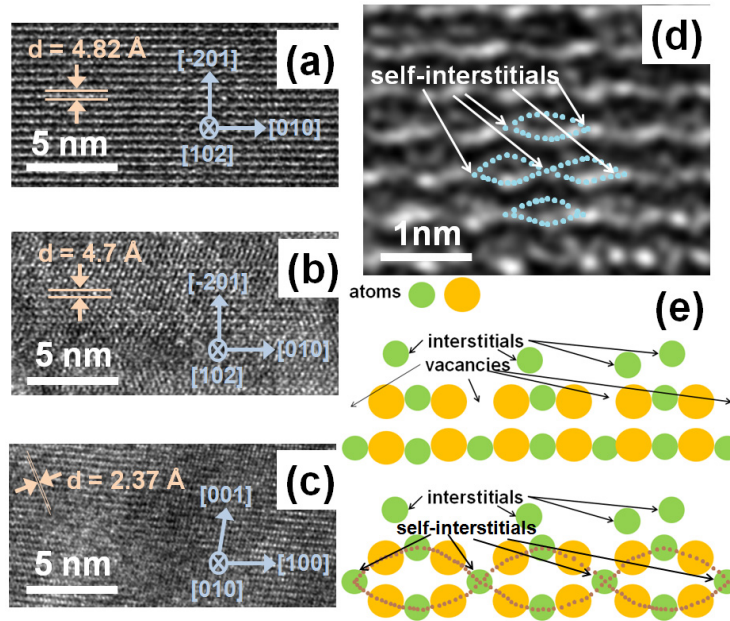 (a)
d = 4.82 Å
[-201]
[010]
[102]
5 nm
(b)
d = 4.7 Å
[-201]
[010]
[102]
5 nm
(c)
d = 2.37 Å
[001]
[100]
[010]
5 nm
(d)
self-interstitials
1nm
(e)
atoms
interstitials
vacancies
interstitials
self-interstitials